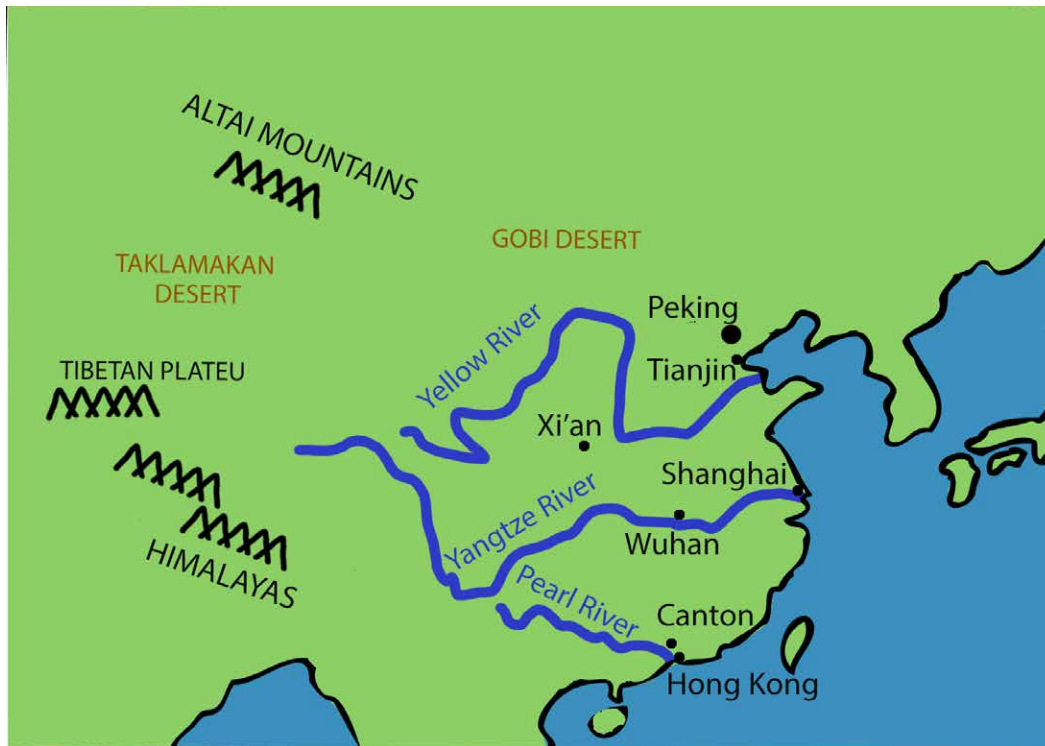 ALTAI MOUNTAINS
GOBI DESERT
TAKLAMAKAN
DESERT
Peking
Yellow River
Tianjin
TIBETAN PLATEU
Xi'an
Shanghai
Yangtze River
Wuhan
HIMALAYAS
Pearl River
Canton
Hong Kong